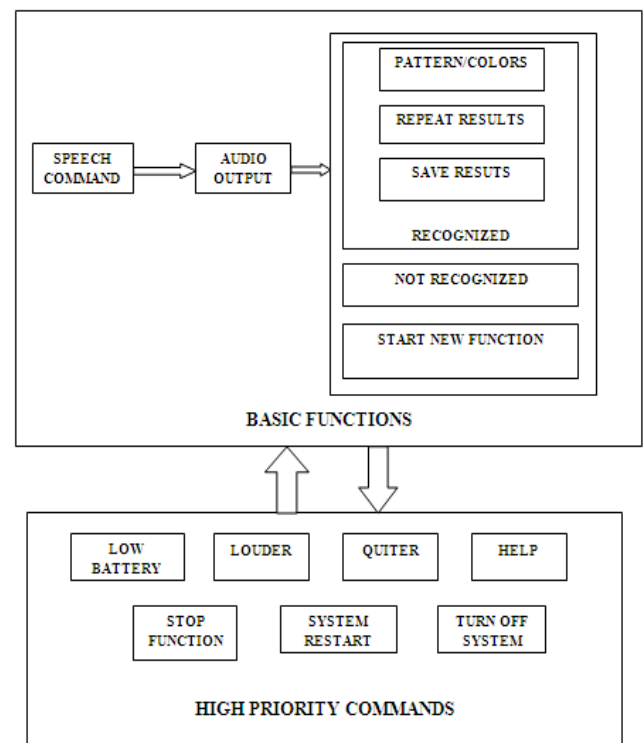 PATTERN/COLORS
REPEAT RESULTS
SPEECH
COMMAND
AUDIO
OUTPUT
SAVE RESUTS
RECOGNIZED
NOT RECOGNIZED
START NEW FUNCTION
BASIC FUNCTIONS
LOW
BATTERY
LOUDER
QUITER
HELP
STOP
FUNCTION
SYSTEM
RESTART
TURN OFF
SYSTEM
HIGH PRIORITY COMMANDS